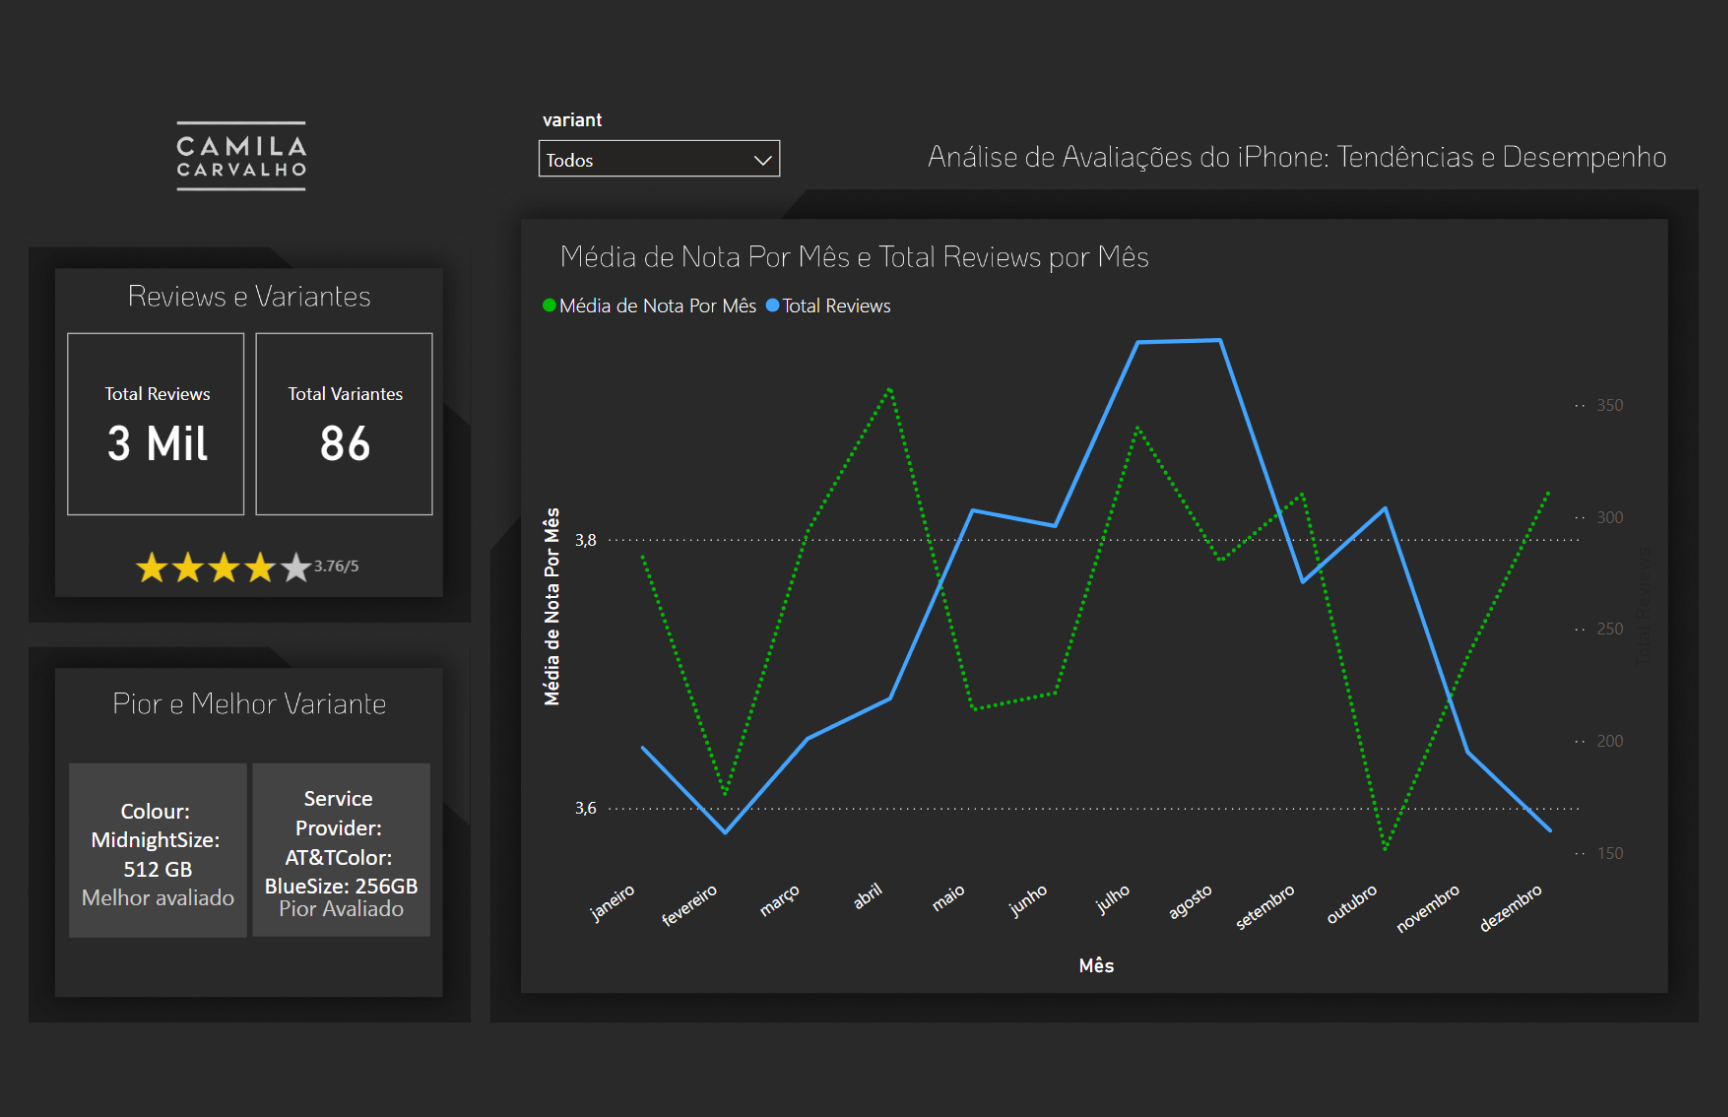 CAMILA
CARVALHO
variant
Todos
Análise de Avaliações do iPhone: Tendências e Desempenho
Reviews e Variantes
Total Reviews
3 Mil
Total Variantes
86
3.76/5
Pior e Melhor Variante
Colour:
MidnightSize:
512 GB
Melhor avaliado
Service
Provider:
AT&TColor:
BlueSize: 256GB
Pior Avaliado
Média de Nota Por Mês e Total Reviews por Mês
Média de Nota Por Mês
Total Reviews
Média de Nota Por Mês
3,8
3,6
350
300
250
200
150
Total Reviews
janeiro
fevereiro
março
abril
maio
junho
julho
agosto
setembro
outubro
novembro
dezembro
Mês